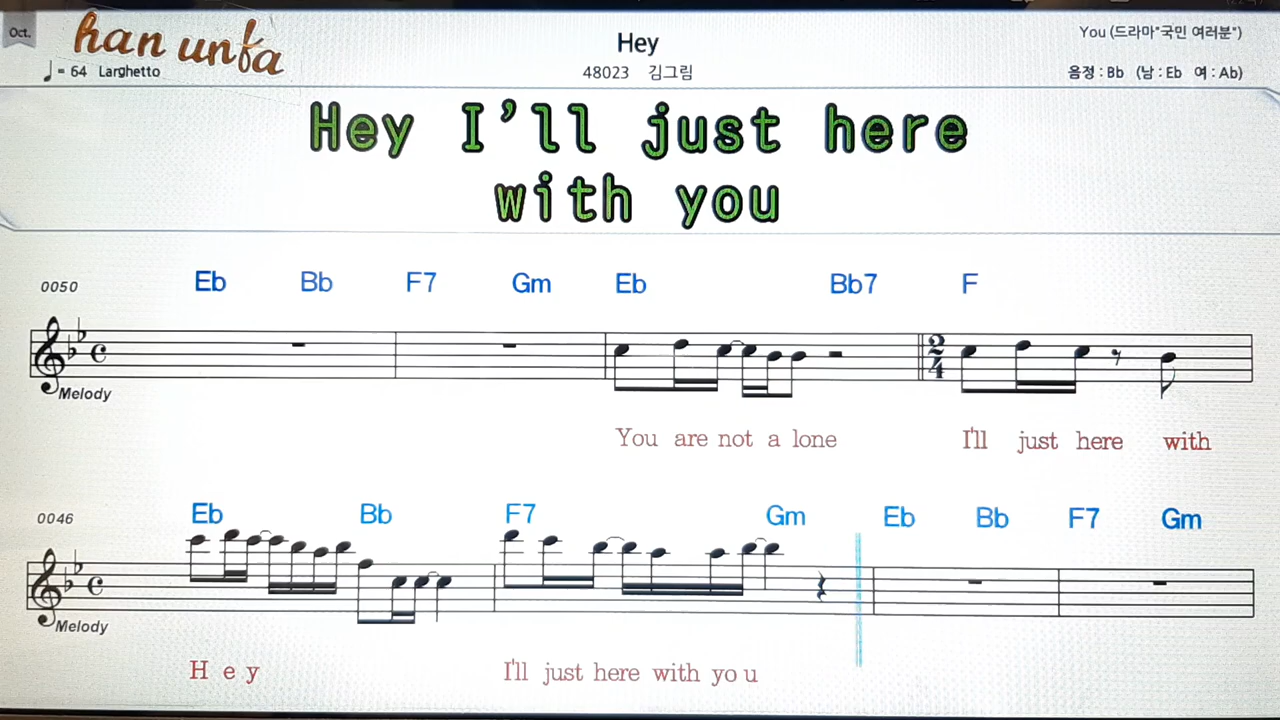 Oct.
han unfa
♩= 64 Larghetto
Hey
48023 김그림
You (드라마"국민 여러분")
음정 : Bb (남 : Eb 여 : Ab)
Hey I'll just here
with you
0050
Eb Bb F7 Gm Eb Bb7 F
2
4
Melody
You are not a lone I'll just here with
0046
Eb Bb F7 Gm Eb Bb F7 Gm
Melody
H e y I'll just here with yo u